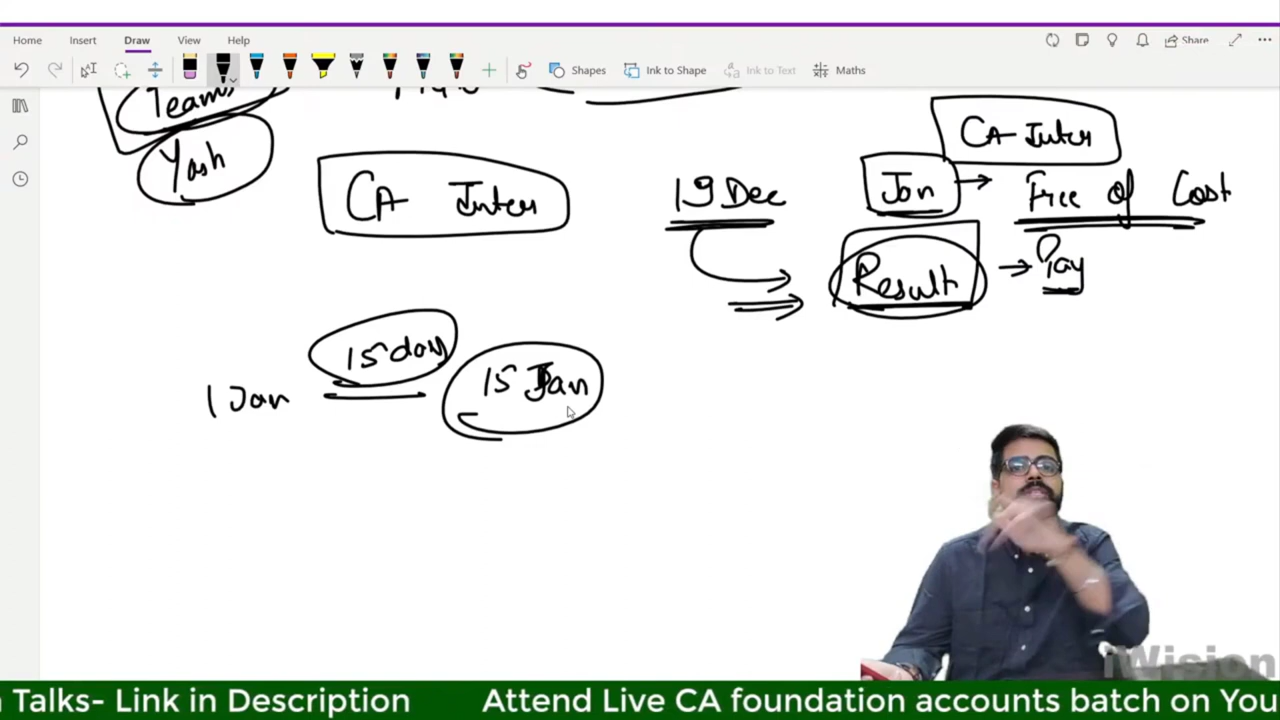 Home Insert Draw View Help
Share
Shapes Ink to Shape Ink to Text Maths
Teams
Yash
CA Inter
19 Dec
CA Inter
Jan → Free of Cost
Result → Pay
15 day
1 Jan
15 Jan
iWision
n Talks- Link in Description Attend Live CA foundation accounts batch on You